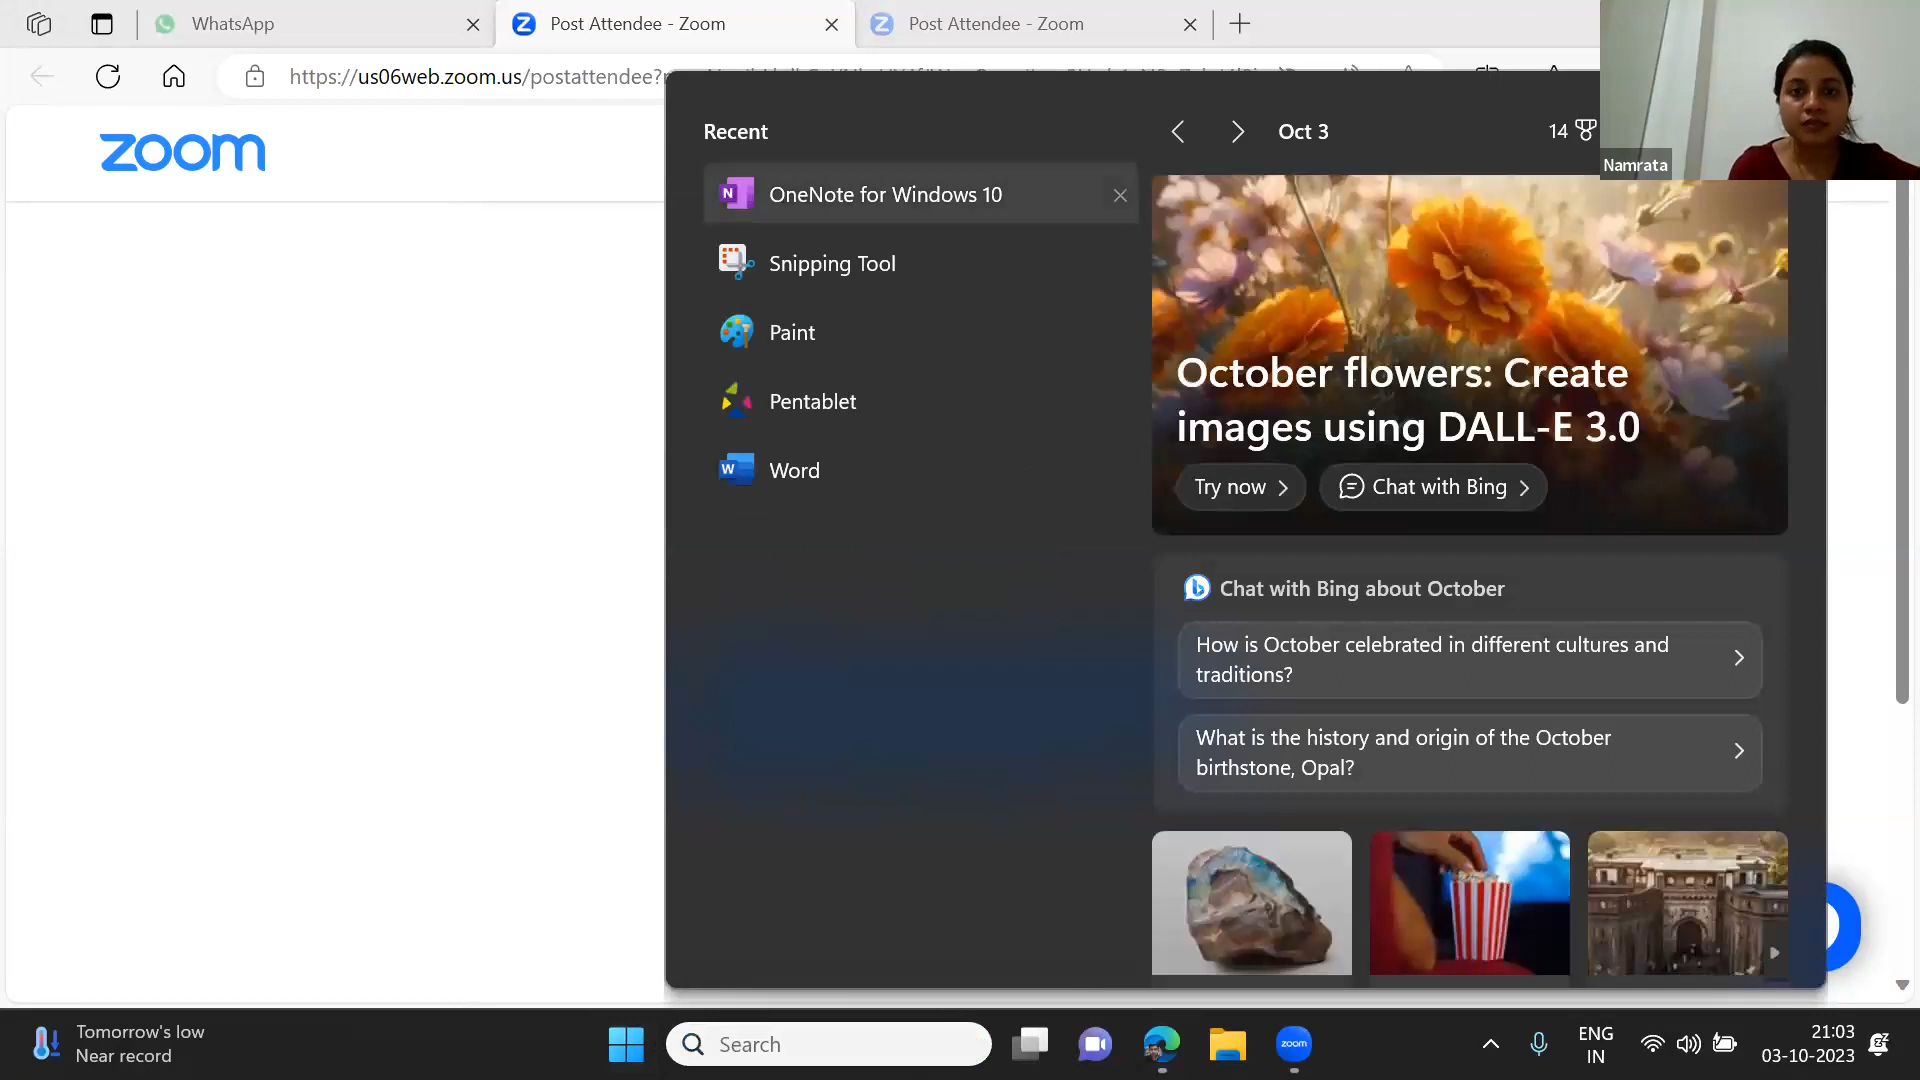 WhatsApp
Post Attendee - Zoom
Post Attendee - Zoom
https://us06web.zoom.us/postattendee?
zoom
Recent
OneNote for Windows 10
Snipping Tool
Paint
Pentablet
Word
Oct 3
14
Namrata
October flowers: Create
images using DALL-E 3.0
Try now
Chat with Bing
Chat with Bing about October
How is October celebrated in different cultures and
traditions?
What is the history and origin of the October
birthstone, Opal?
Tomorrow's low
Near record
Search
zoom
ENG
IN
21:03
03-10-2023